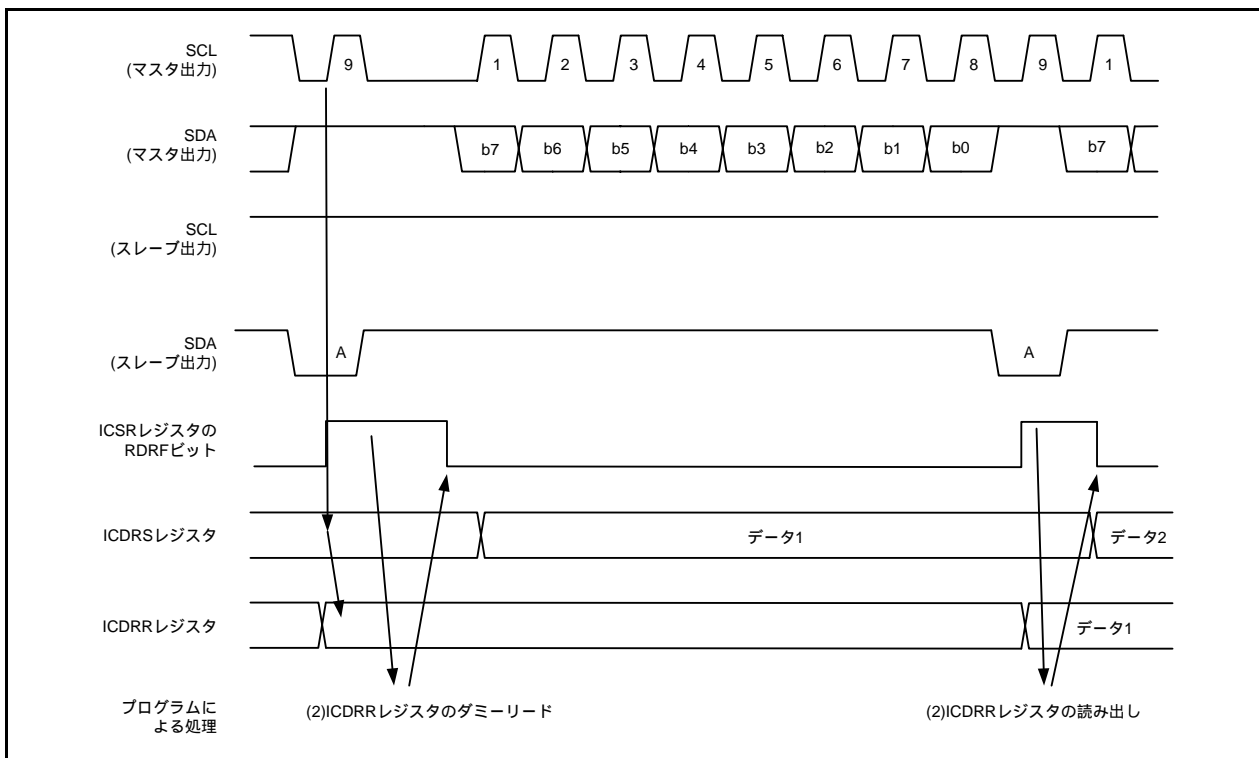 SCL
(マスタ出力)
9
1
2
3
4
5
6
7
8
9
1
SDA
(マスタ出力)
b7
b6
b5
b4
b3
b2
b1
b0
b7
SCL
(スレーブ出力)
SDA
(スレーブ出力)
A
A
ICSRレジスタの
RDRFビット
ICDRSレジスタ
データ1
データ2
ICDRRレジスタ
データ1
プログラムに
よる処理
(2)ICDRRレジスタのダミーリード
(2)ICDRRレジスタの読み出し